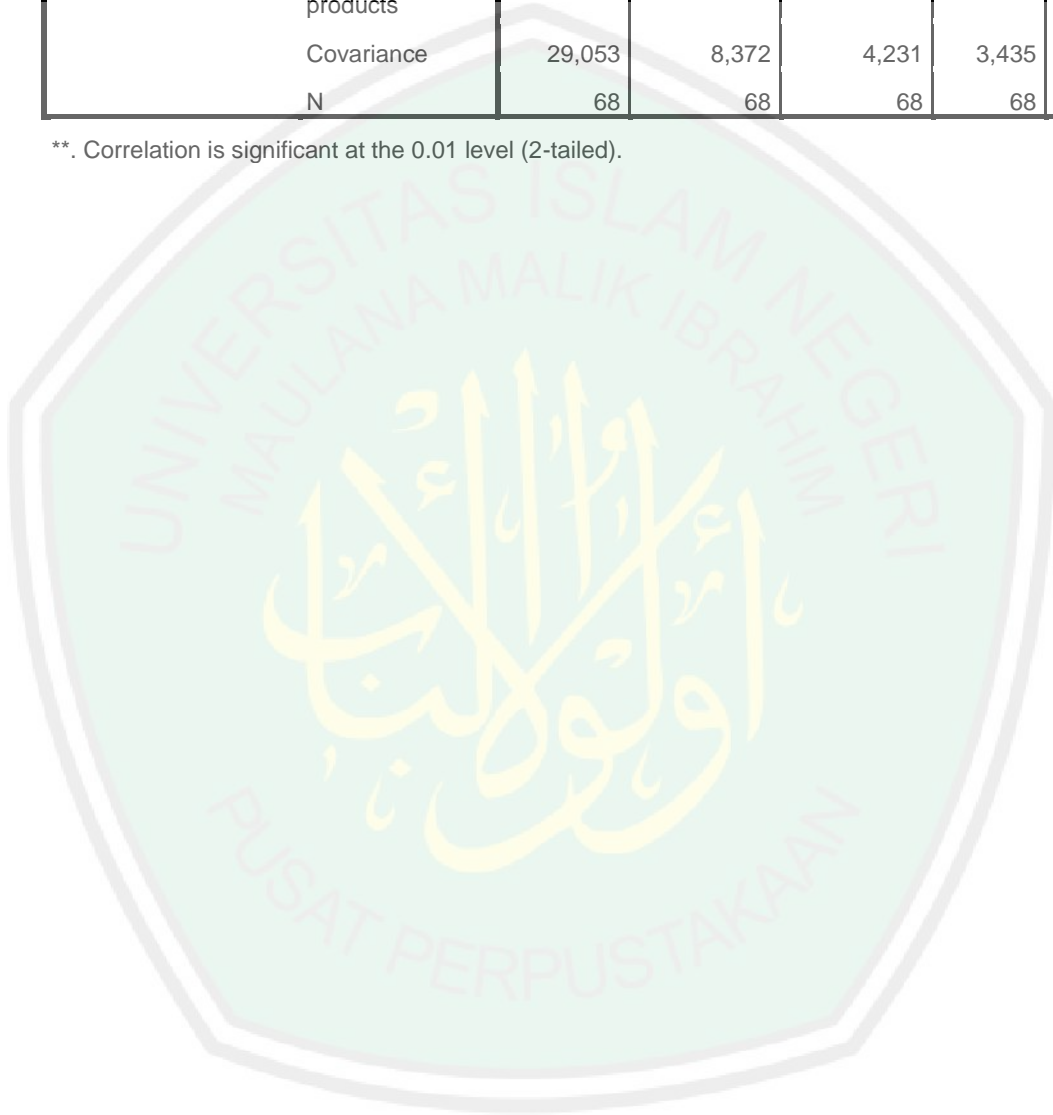 products
Covariance 29,053 8,372 4,231 3,435
N 68 68 68 68
**. Correlation is significant at the 0.01 level (2-tailed).
UNIVERSITAS ISLAM NEGERI
MAULANA MALIK IBRAHIM
PUSAT PERPUSTAKAAN